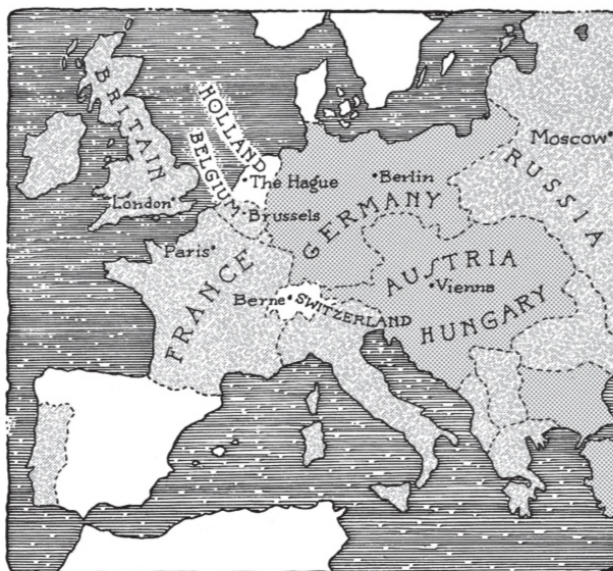 BRITAIN
HOLLAND
BELGIUM
London
The Hague
Brussels
Berlin
GERMANY
Moscow
RUSSIA
Paris
FRANCE
AUSTRIA
Vienna
HUNGARY
Berne
SWITZERLAND